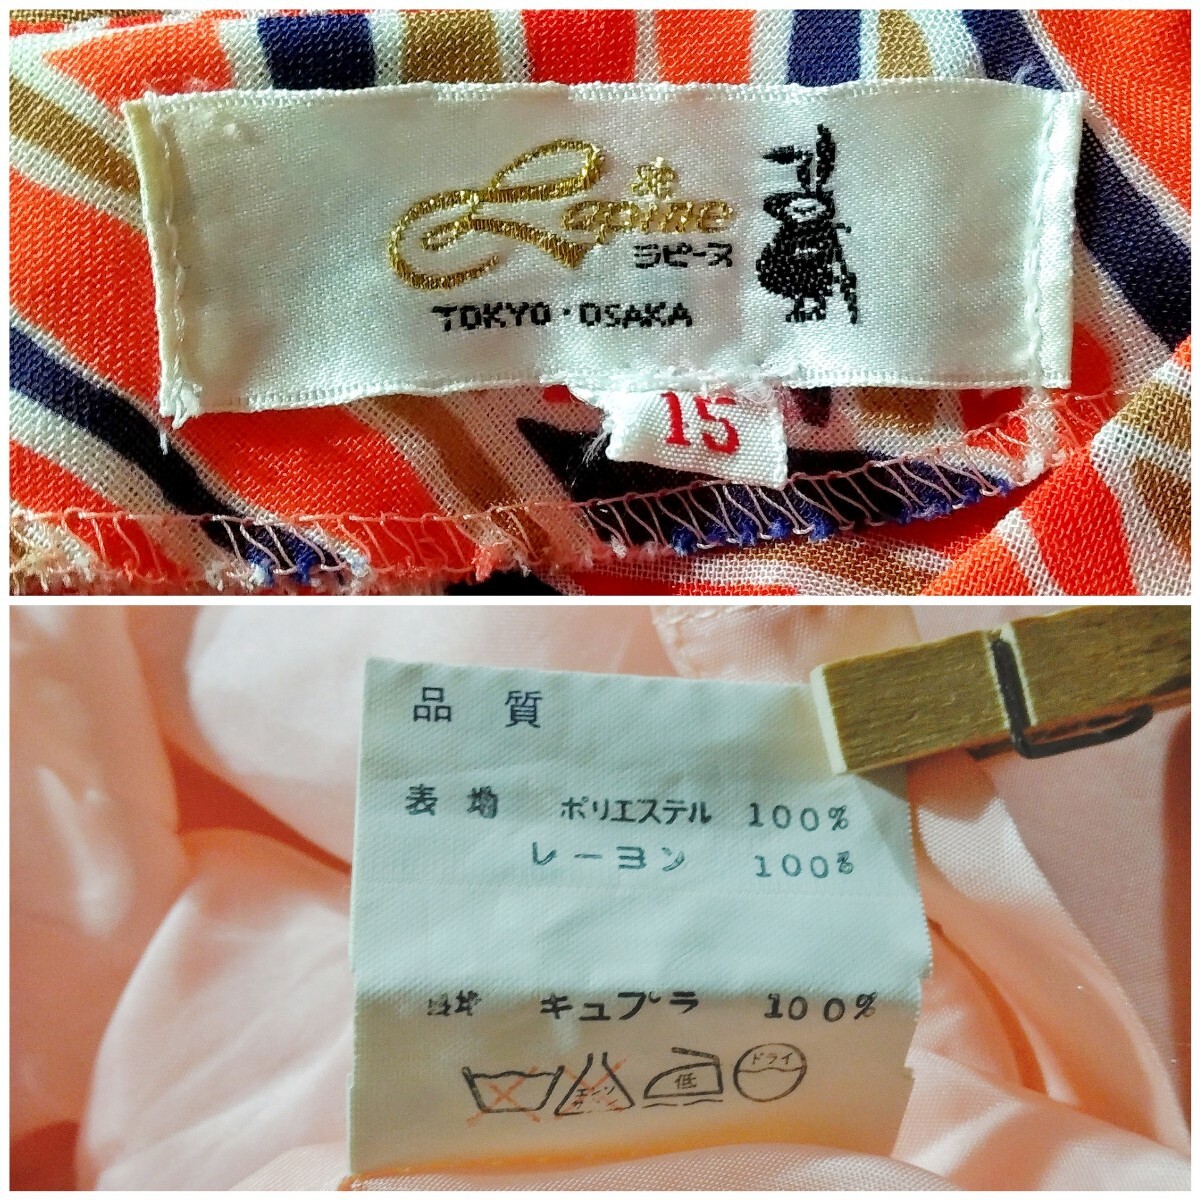 Lapine
ラピーヌ
TOKYO・OSAKA
15
品質
表地 ポリエステル 100%
レーヨン 100%
裏地 キュプラ 100%
低 ドライ